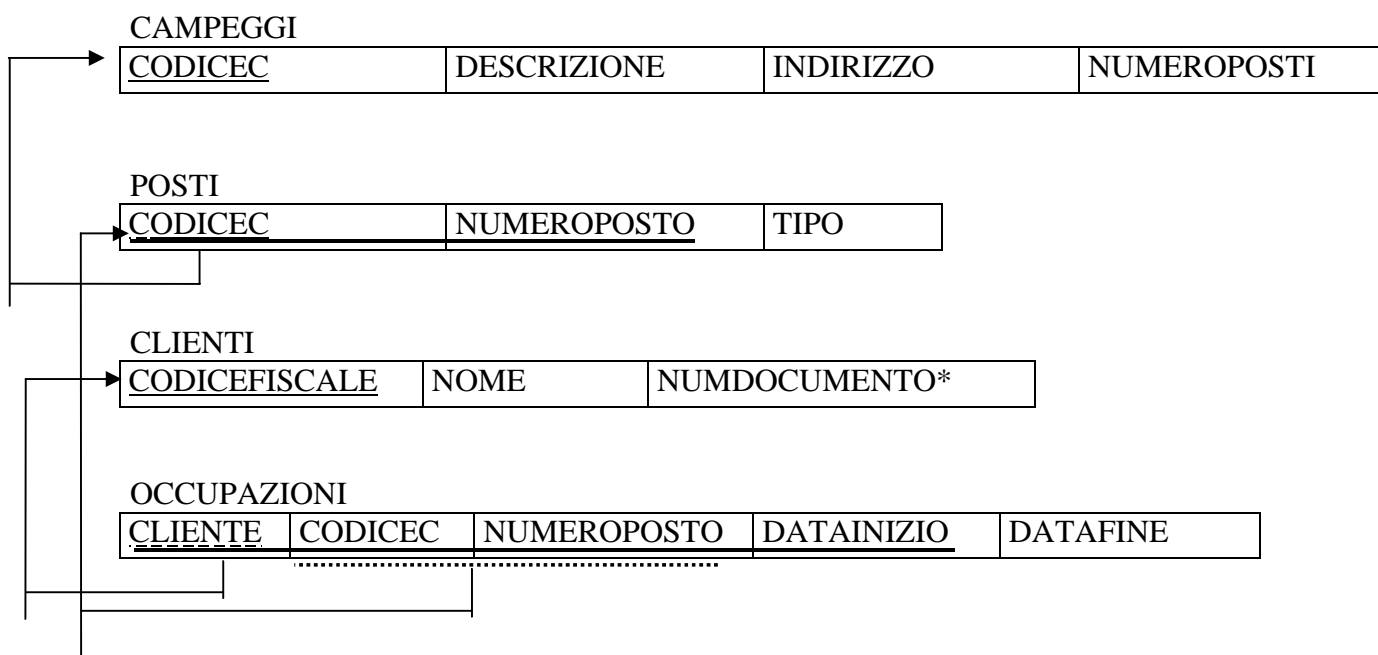 CAMPEGGI
CODICEC DESCRIZIONE INDIRIZZO NUMEROPOSTI
POSTI
CODICEC NUMEROPOSTO TIPO
CLIENTI
CODICEFISCALE NOME NUMDOCUMENTO*
OCCUPAZIONI
CLIENTE CODICEC NUMEROPOSTO DATAINIZIO DATAFINE